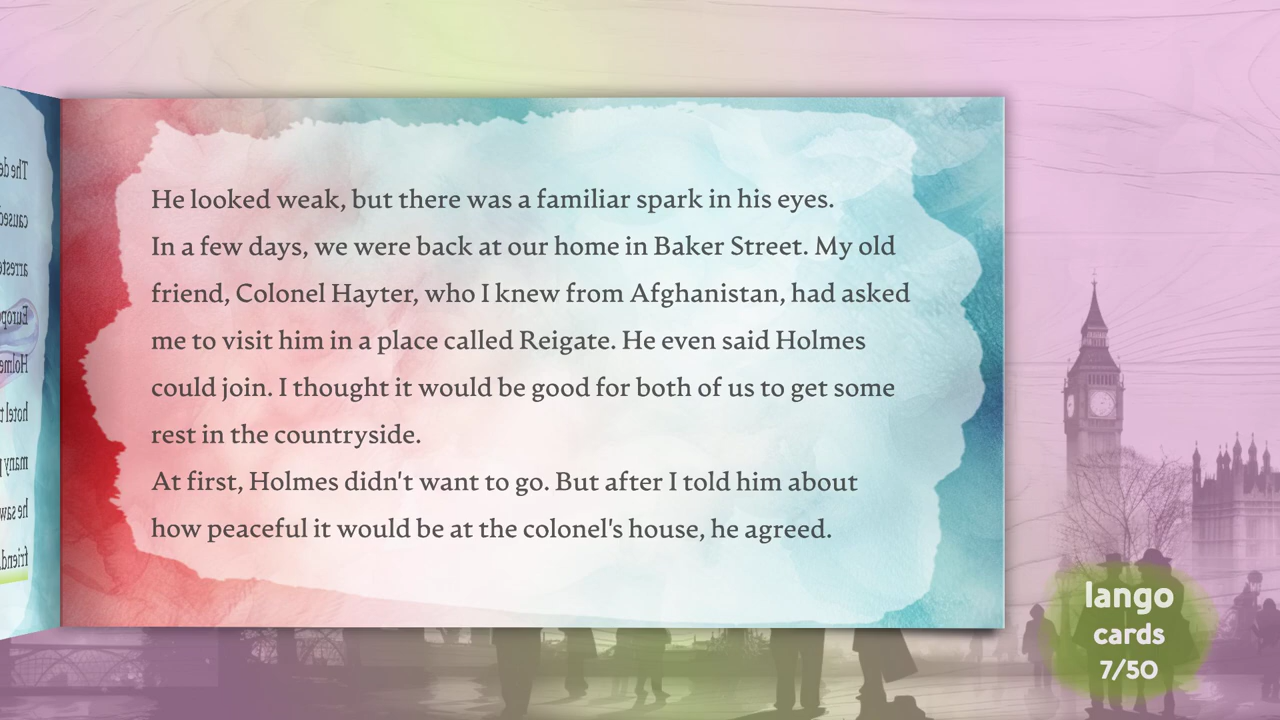 He looked weak, but there was a familiar spark in his eyes.
In a few days, we were back at our home in Baker Street. My old
friend, Colonel Hayter, who I knew from Afghanistan, had asked
me to visit him in a place called Reigate. He even said Holmes
could join. I thought it would be good for both of us to get some
rest in the countryside.
At first, Holmes didn't want to go. But after I told him about
how peaceful it would be at the colonel's house, he agreed.
lango
cards
7/50